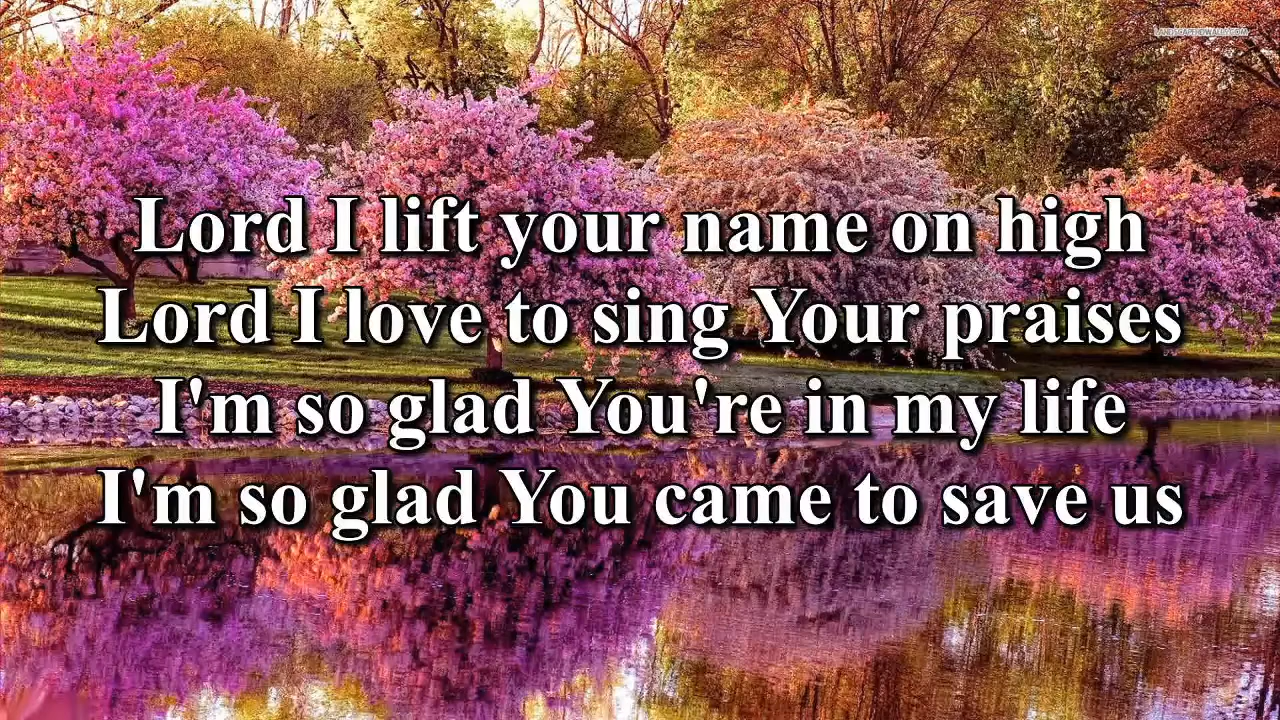 Lord I lift your name on high
Lord I love to sing Your praises
I'm so glad You're in my life
I'm so glad You came to save us